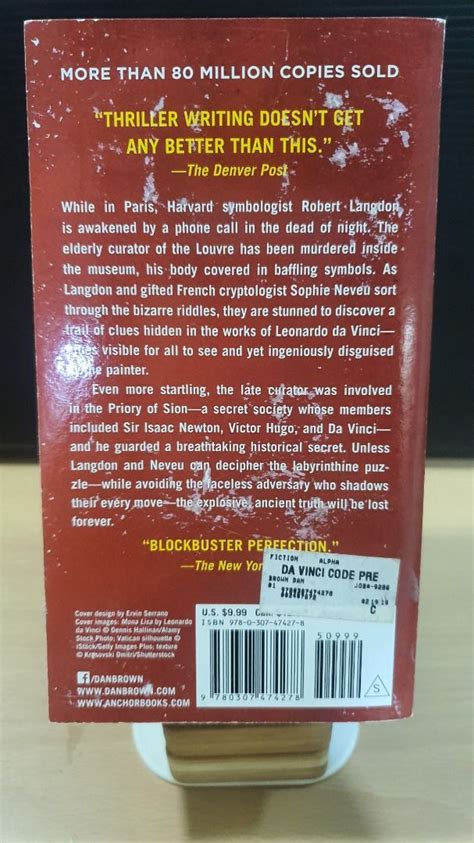 MORE THAN 80 MILLION COPIES SOLD
“THRILLER WRITING DOESN’T GET
ANY BETTER THAN THIS.”
—The Denver Post
While in Paris, Harvard symbologist Robert Langdon
is awakened by a phone call in the dead of night. The
elderly curator of the Louvre has been murdered inside
the museum, his body covered in baffling symbols. As
Langdon and gifted French cryptologist Sophie Neveu sort
through the bizarre riddles, they are stunned to discover a
trail of clues hidden in the works of Leonardo da Vinci—
visible for all to see and yet ingeniously disguised
the painter.
Even more startling, the late curator was involved
in the Priory of Sion—a secret society whose members
included Sir Isaac Newton, Victor Hugo, and Da Vinci—
and he guarded a breathtaking historical secret. Unless
Langdon and Neveu can decipher the labyrinthine puz-
zle—while avoiding the faceless adversary who shadows
their every move—the explosive, ancient truth will be lost
forever.
“BLOCKBUSTER PERFECTION.”
—The New
FICTION ALPHA
DA VINCI CODE PRE
BROWN DAN
C
Cover design by Ervin Serrano
Cover images: Mona Lisa by Leonardo
da Vinci © Dennis Hallinan/Alamy
Stock Photo; Vatican silhouette ©
iStock/Getty Images Plus; texture
© Krasovski Dmitri/Shutterstock
f/DANBROWN
WWW.DANBROWN.COM
WWW.ANCHORBOOKS.COM
U.S. $9.99
ISBN 978-0-307-47427-8
50999
9 780307 474278
S